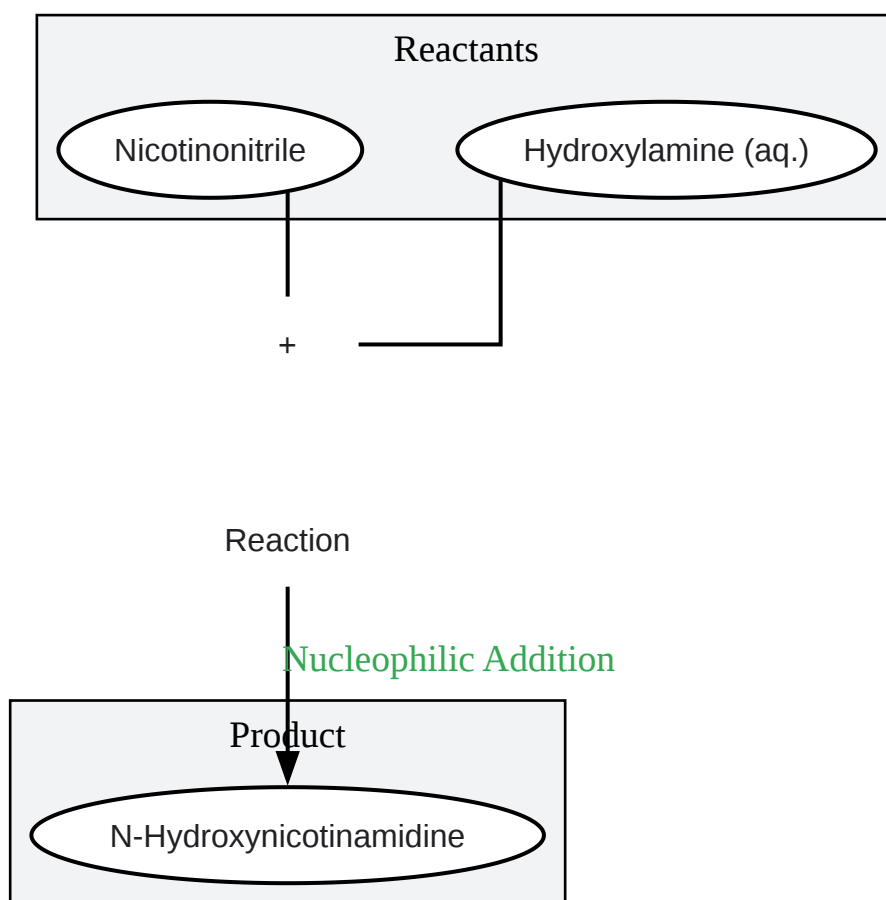 Reactants
Nicotinonitrile
Hydroxylamine (aq.)
+
Reaction
Nucleophilic Addition
Product
N-Hydroxynicotinamidine